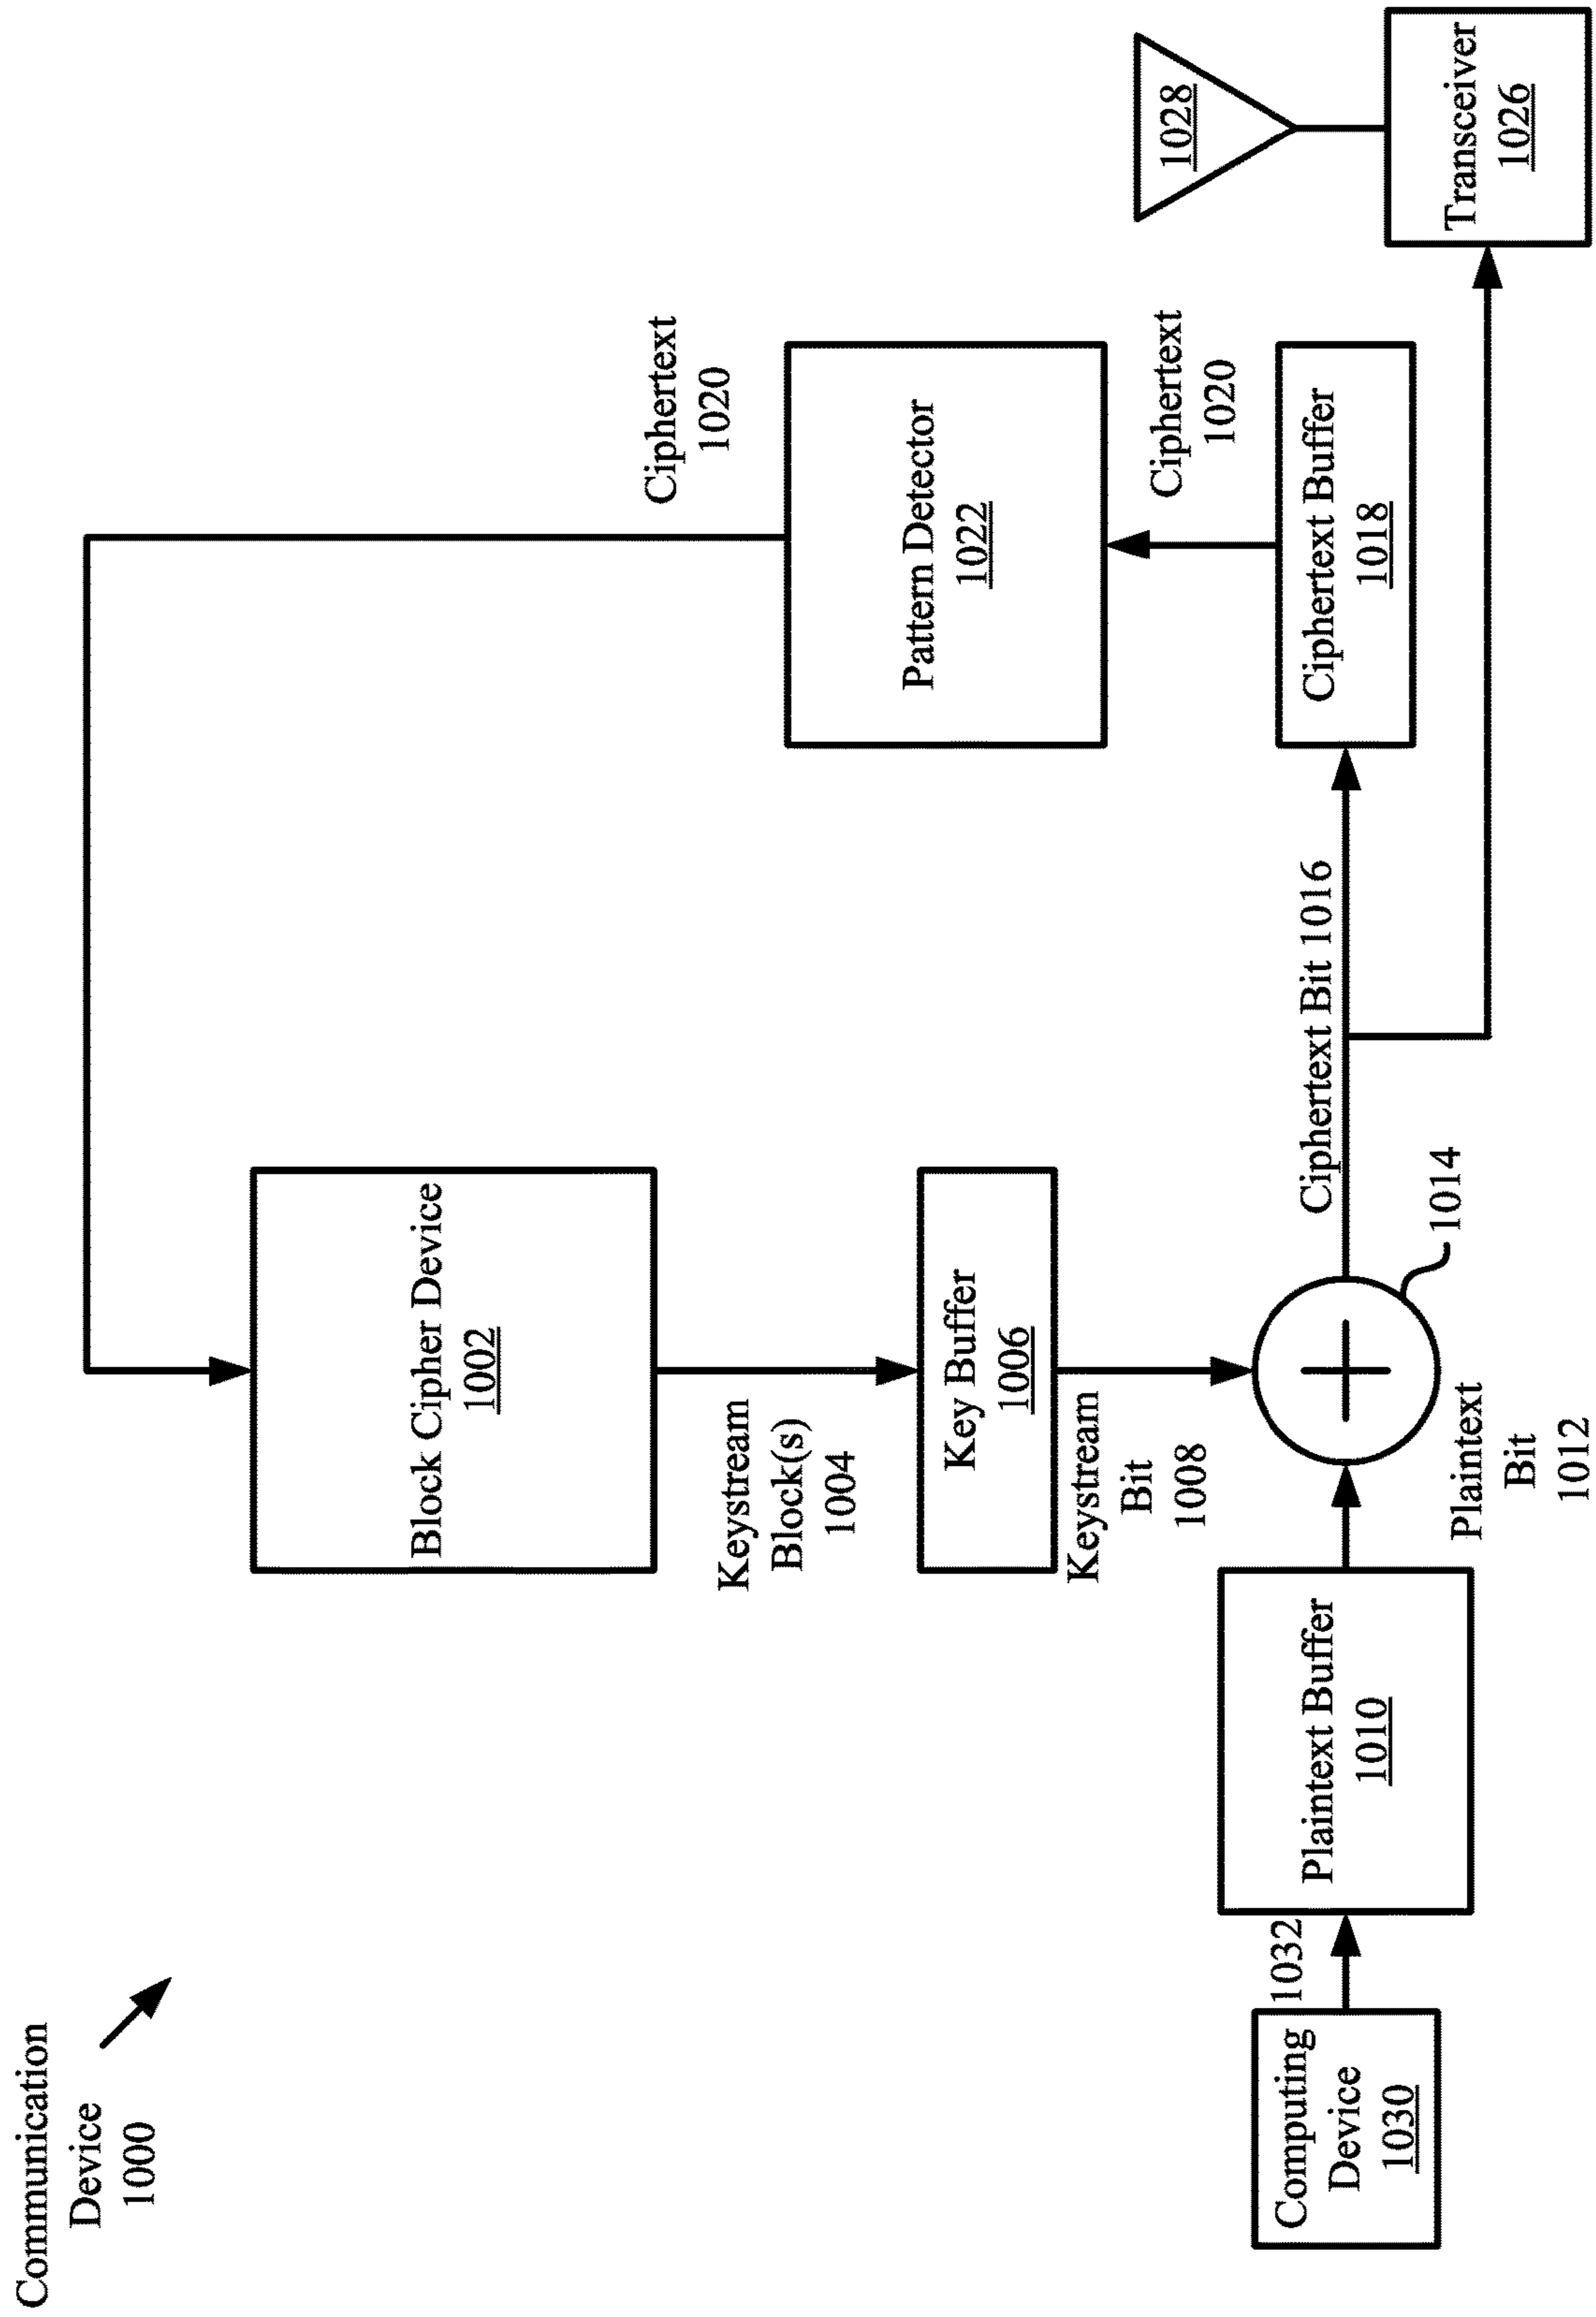 Communication
Device
1000
Block Cipher Device
1002
Ciphertext
1020
Keystream
Block(s)
1004
Pattern Detector
1022
Key Buffer
1006
Keystream
Bit
1008
Ciphertext
1020
1028
Computing
Device
1030
1032
Plaintext Buffer
1010
Plaintext
Bit
1012
1014
Ciphertext Bit 1016
Ciphertext Buffer
1018
Transceiver
1026